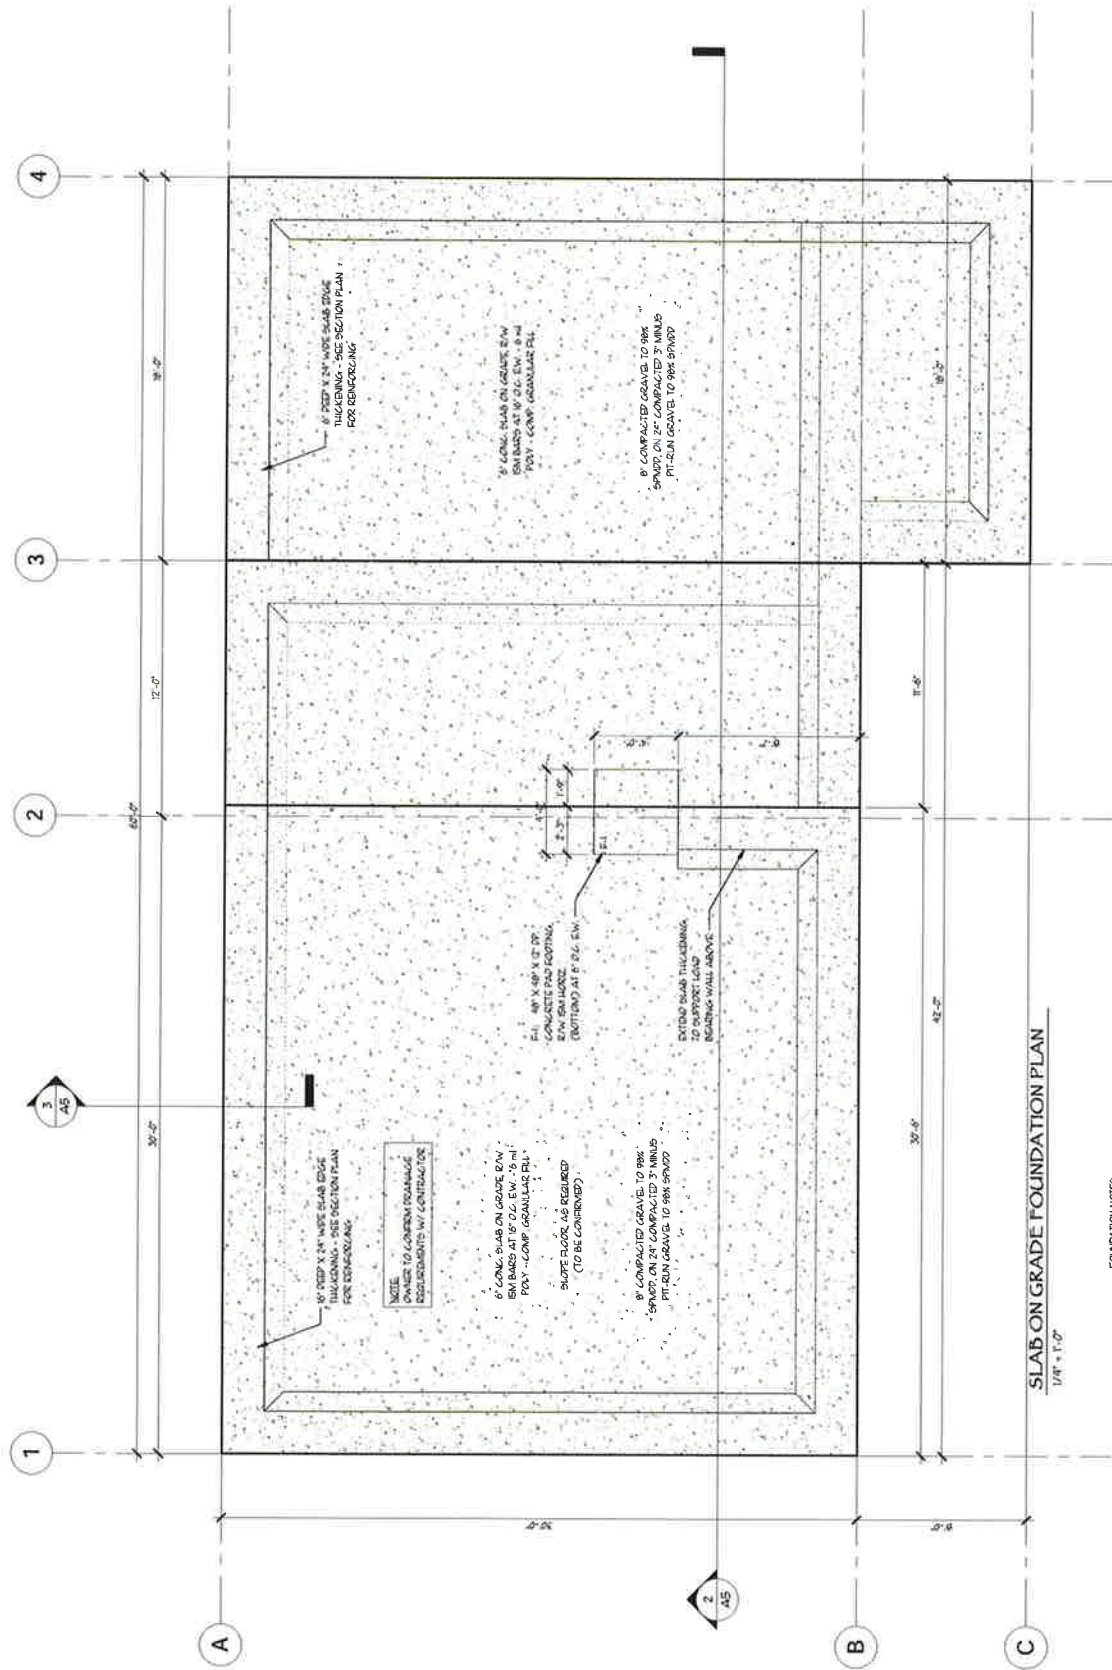 1
2
3
4
60'-0"
30'-0"
12'-0"
18'-0"
A
B
C
30'-0"
8'-0"
3
A5
2
A5
16" DEEP X 24" WIDE SLAB EDGE
THICKENING - SEE SECTION PLAN
FOR REINFORCING
NOTE:
OWNER TO CONFIRM DRAINAGE
REQUIREMENTS W/ CONTRACTOR
6" CONC. SLAB ON GRADE R/W
15M BARS AT 16" O.C. E.W. - 6 mil
POLY - COMP. GRANULAR FILL
SLOPE FLOOR AS REQUIRED
(TO BE CONFIRMED)
8" COMPACTED GRAVEL TO 98%
SPMDD, ON 24" COMPACTED 3" MINUS
PIT-RUN GRAVEL TO 98% SPMDD
F-1: 48" X 48" X 12" DP.
CONCRETE PAD FOOTING
R/W 15M HORIZ.
(BOTTOM) AT 8" O.C. E.W.
4'-0"
2'-3"
1'-9"
F-1
4'-0"
EXTEND SLAB THICKENING
TO SUPPORT LOAD
BEARING WALL ABOVE
DEEP X 24" WIDE SLAB EDGE
THICKENING - SEE SECTION PLAN
FOR REINFORCING
CONC. SLAB ON GRADE R/W
15M BARS AT 16" O.C. E.W. - 6 mil
POLY COMP. GRANULAR FILL
8" COMPACTED GRAVEL TO 98%
SPMDD, ON 24" COMPACTED 3" MINUS
PIT-RUN GRAVEL TO 98% SPMDD
18'-0"
30'-6"
11'-6"
42'-0"
SLAB ON GRADE FOUNDATION PLAN
1/4" = 1'-0"
FOUNDATION NOTES